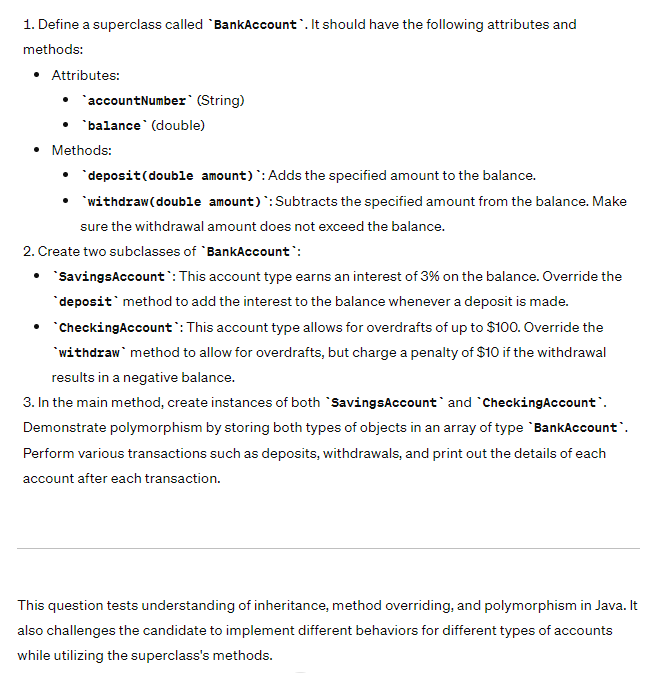 1. Define a superclass called `BankAccount`. It should have the following attributes and
methods:
• Attributes:
• `accountNumber` (String)
• `balance` (double)
• Methods:
• `deposit(double amount)`: Adds the specified amount to the balance.
• `withdraw(double amount)`: Subtracts the specified amount from the balance. Make
sure the withdrawal amount does not exceed the balance.
2. Create two subclasses of `BankAccount`:
• `SavingsAccount`: This account type earns an interest of 3% on the balance. Override the
`deposit` method to add the interest to the balance whenever a deposit is made.
• `CheckingAccount`: This account type allows for overdrafts of up to $100. Override the
`withdraw` method to allow for overdrafts, but charge a penalty of $10 if the withdrawal
results in a negative balance.
3. In the main method, create instances of both `SavingsAccount` and `CheckingAccount`.
Demonstrate polymorphism by storing both types of objects in an array of type `BankAccount`.
Perform various transactions such as deposits, withdrawals, and print out the details of each
account after each transaction.
This question tests understanding of inheritance, method overriding, and polymorphism in Java. It
also challenges the candidate to implement different behaviors for different types of accounts
while utilizing the superclass's methods.